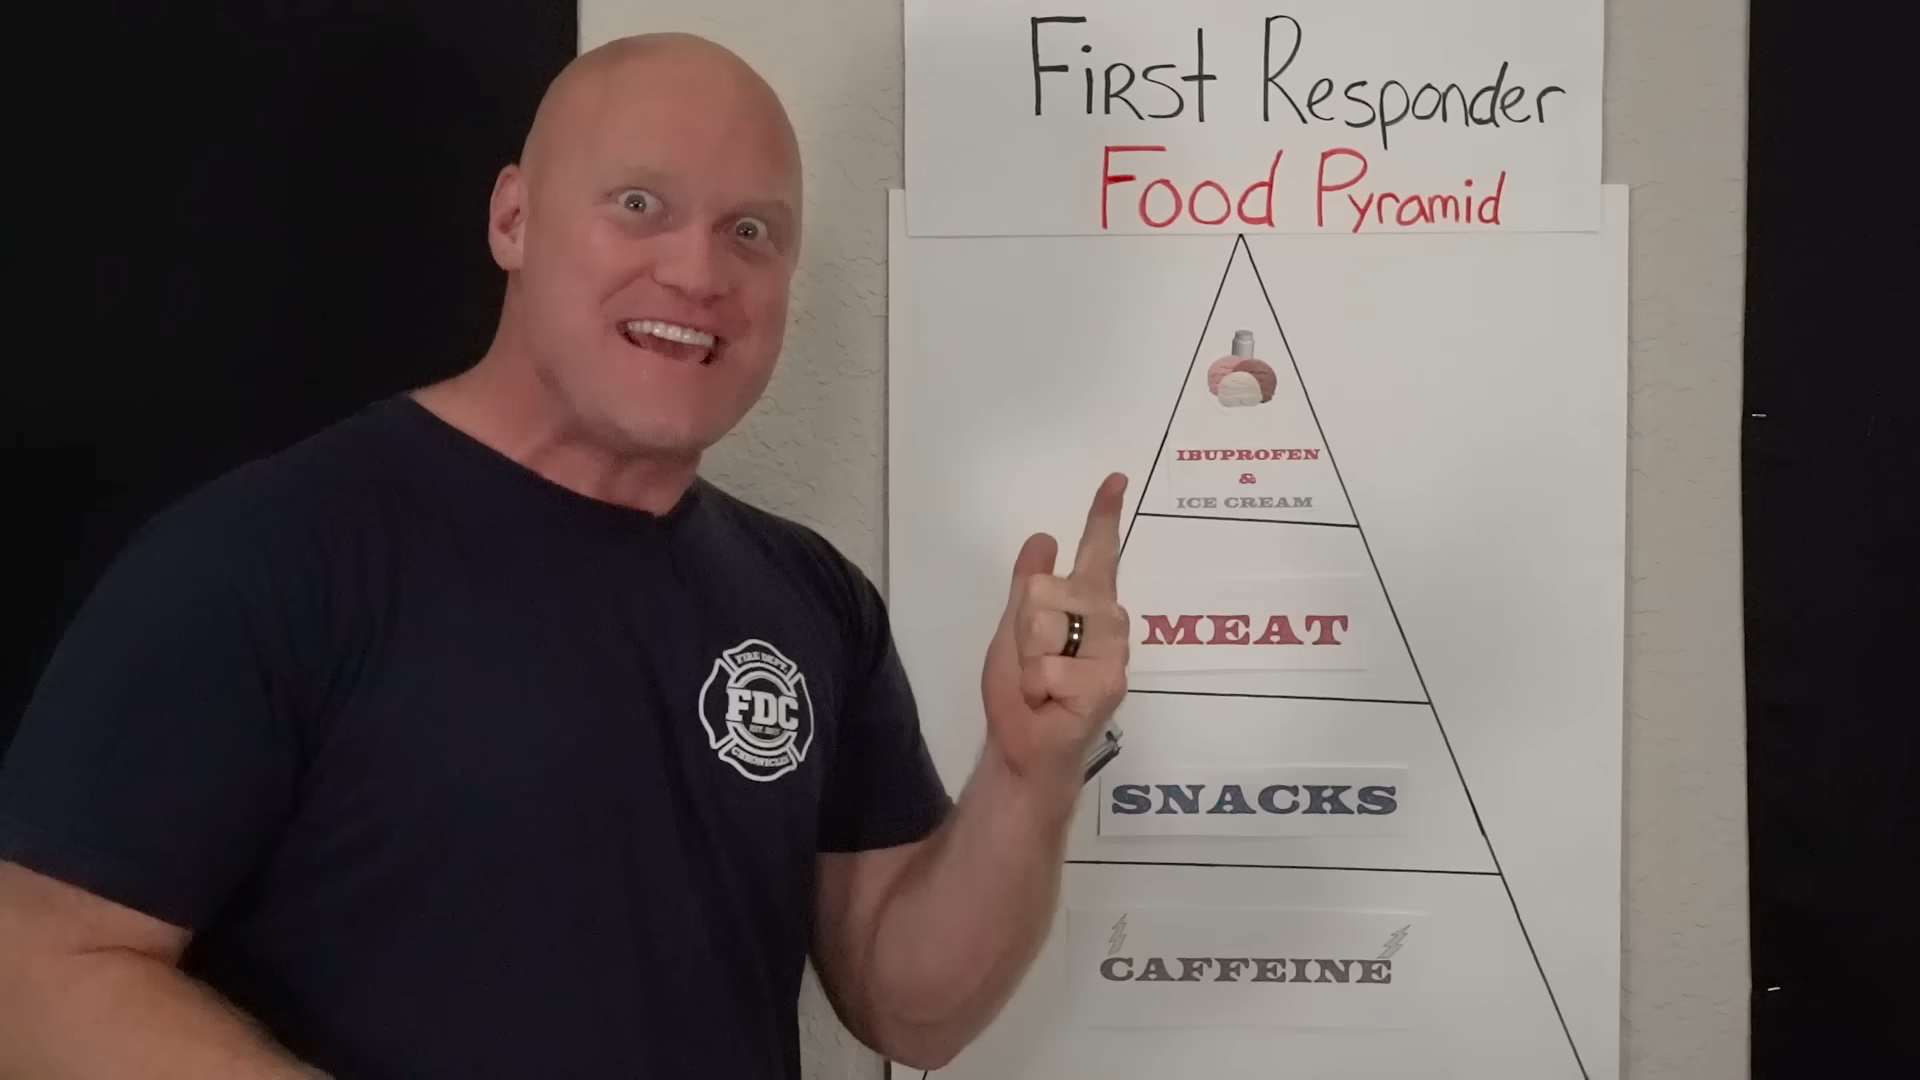 First Responder
Food Pyramid
IBUPROFEN
&
ICE CREAM
MEAT
SNACKS
CAFFEINE
FIRE DEPT.
FDC
CHRONICLES